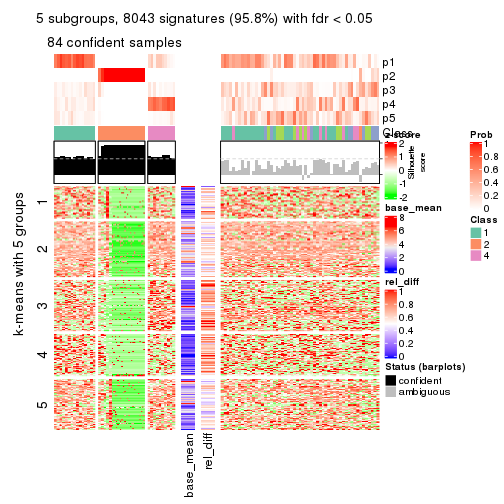 5 subgroups, 8043 signatures (95.8%) with fdr < 0.05
84 confident samples
p1
p2
p3
p4
p5
Class
z-score
2
1
0
-1
-2
Silhouette
score
Prob
1
0.8
0.6
0.4
0.2
0
Class
1
2
4
base_mean
8
6
4
2
0
rel_diff
1
0.8
0.6
0.4
0.2
0
Status (barplots)
confident
ambiguous
k-means with 5 groups
1
2
3
4
5
base_mean
rel_diff